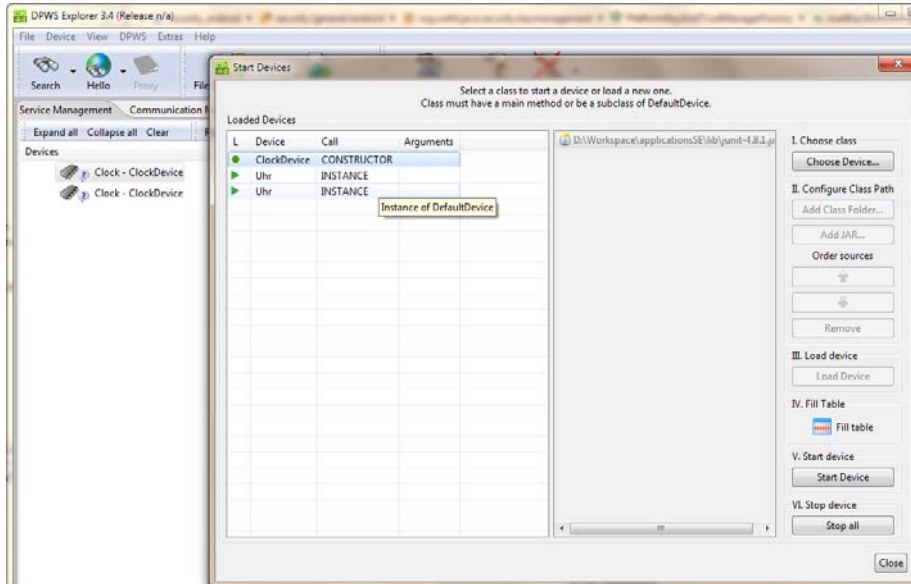 DPWS Explorer 3.4 (Release n/a)
File Device View DPWS Extras Help
Search Hello Proxy File
Service Management Communication M
Expand all Collapse all Clear
Devices
Clock - ClockDevice
Clock - ClockDevice
Start Devices
Select a class to start a device or load a new one.
Class must have a main method or be a subclass of DefaultDevice.
Loaded Devices
L Device Call Arguments
ClockDevice CONSTRUCTOR
Uhr INSTANCE
Uhr INSTANCE
Instance of DefaultDevice
D:\Workspace\applicationsSE\lib\junit-4.8.1.ja
I. Choose class
Choose Device...
II. Configure Class Path
Add Class Folder...
Add JAR...
Order sources
Remove
III. Load device
Load Device
IV. Fill Table
Fill table
V. Start device
Start Device
VI. Stop device
Stop all
Close